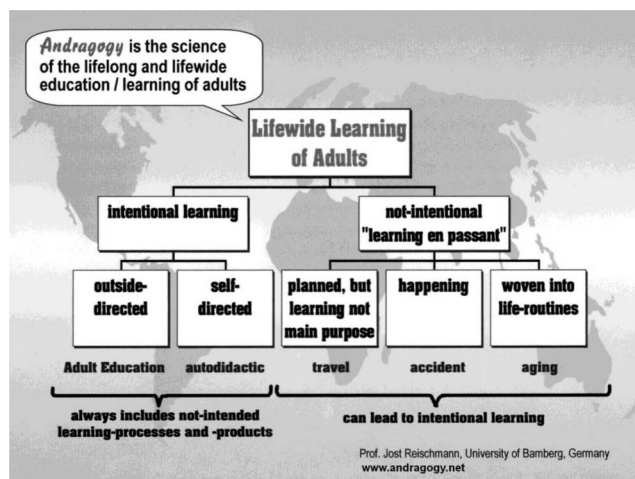 Andragogy is the science
of the lifelong and lifewide
education / learning of adults
Lifewide Learning
of Adults
intentional learning
not-intentional
"learning en passant"
outside-
directed
self-
directed
planned, but
learning not
main purpose
happening
woven into
life-routines
Adult Education
autodidactic
travel
accident
aging
always includes not-intended
learning-processes and -products
can lead to intentional learning
Prof. Jost Reischmann, University of Bamberg, Germany
www.andragogy.net